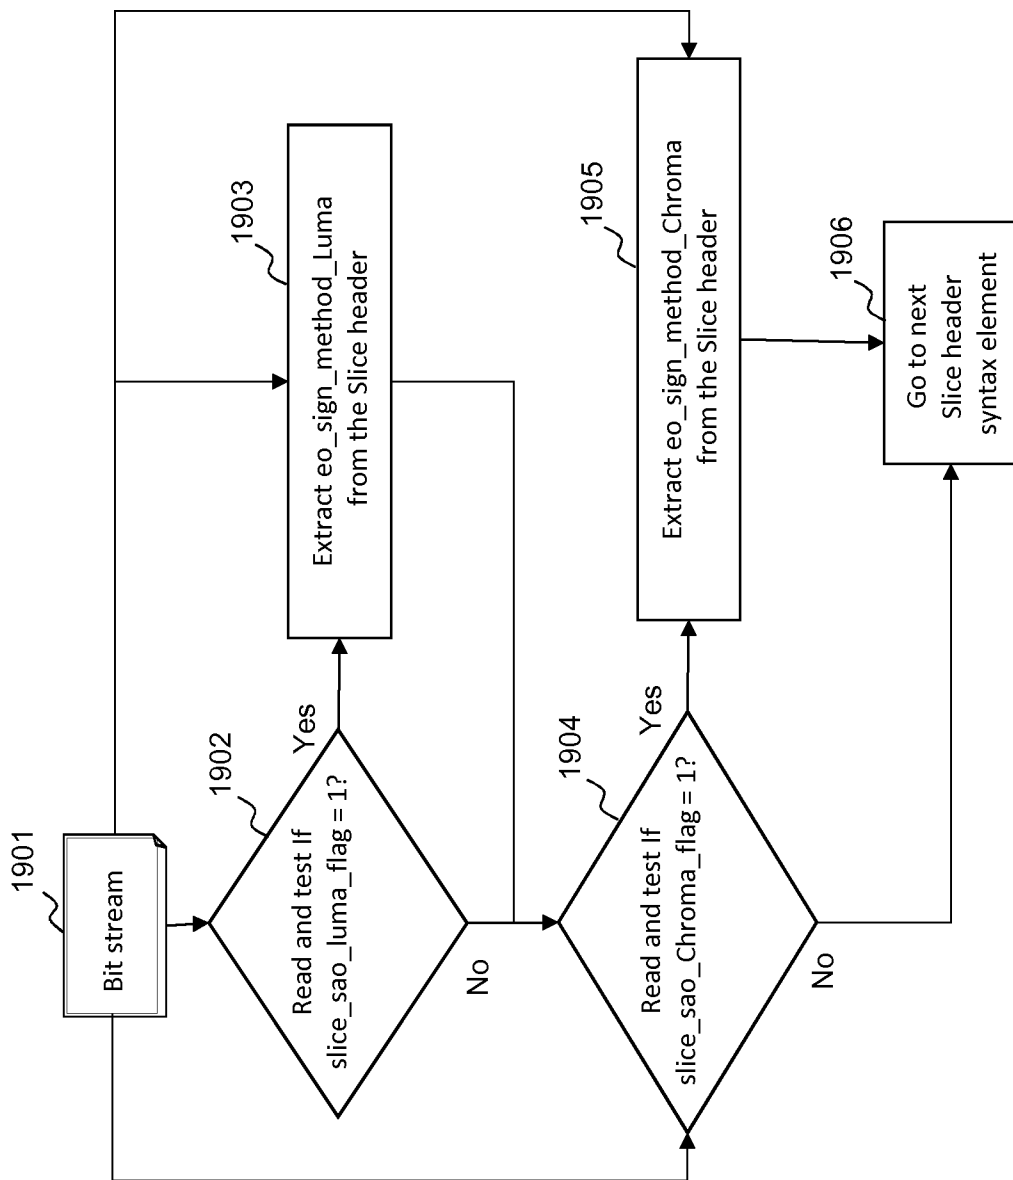 1901
Bit stream
1902
Read and test If
slice_sao_luma_flag = 1?
Yes
No
1903
Extract eo_sign_method_Luma
from the Slice header
1904
Read and test If
slice_sao_Chroma_flag = 1?
Yes
No
1905
Extract eo_sign_method_Chroma
from the Slice header
1906
Go to next
Slice header
syntax element